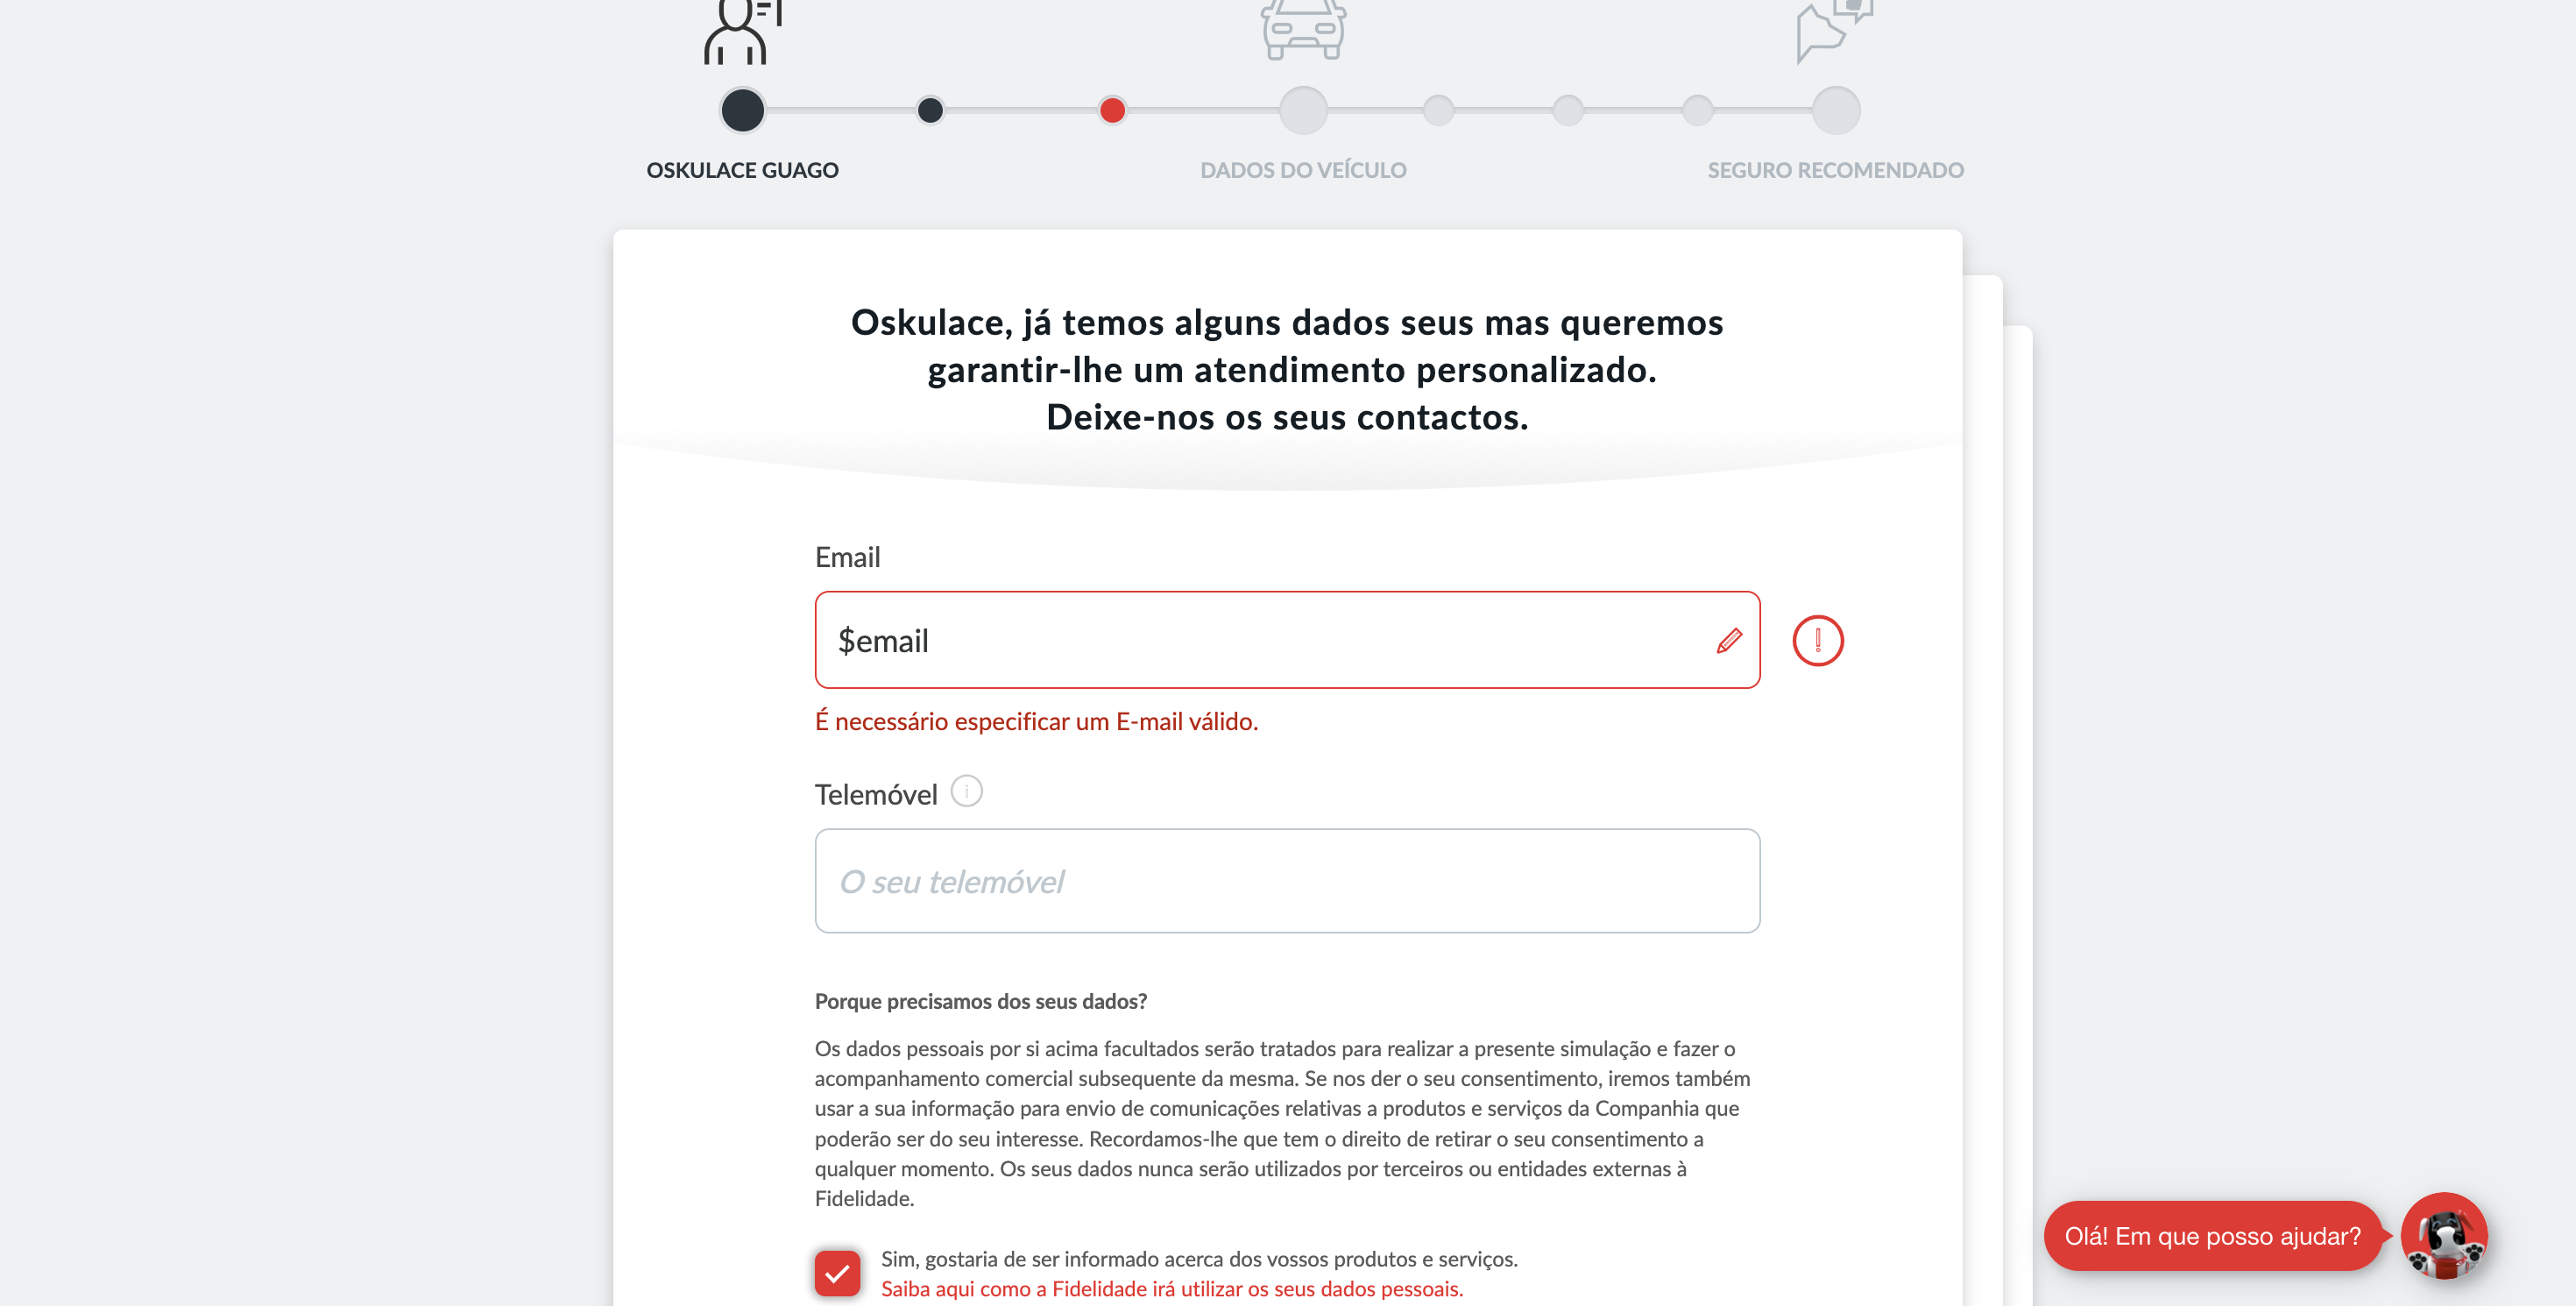 OSKULACE GUAGO
DADOS DO VEÍCULO
SEGURO RECOMENDADO
Oskulace, já temos alguns dados seus mas queremos
garantir-lhe um atendimento personalizado.
Deixe-nos os seus contactos.
Email
$email
É necessário especificar um E-mail válido.
Telemóvel
O seu telemóvel
Porque precisamos dos seus dados?
Os dados pessoais por si acima facultados serão tratados para realizar a presente simulação e fazer o
acompanhamento comercial subsequente da mesma. Se nos der o seu consentimento, iremos também
usar a sua informação para envio de comunicações relativas a produtos e serviços da Companhia que
poderão ser do seu interesse. Recordamos-lhe que tem o direito de retirar o seu consentimento a
qualquer momento. Os seus dados nunca serão utilizados por terceiros ou entidades externas à
Fidelidade.
Sim, gostaria de ser informado acerca dos vossos produtos e serviços.
Saiba aqui como a Fidelidade irá utilizar os seus dados pessoais.
Olá! Em que posso ajudar?